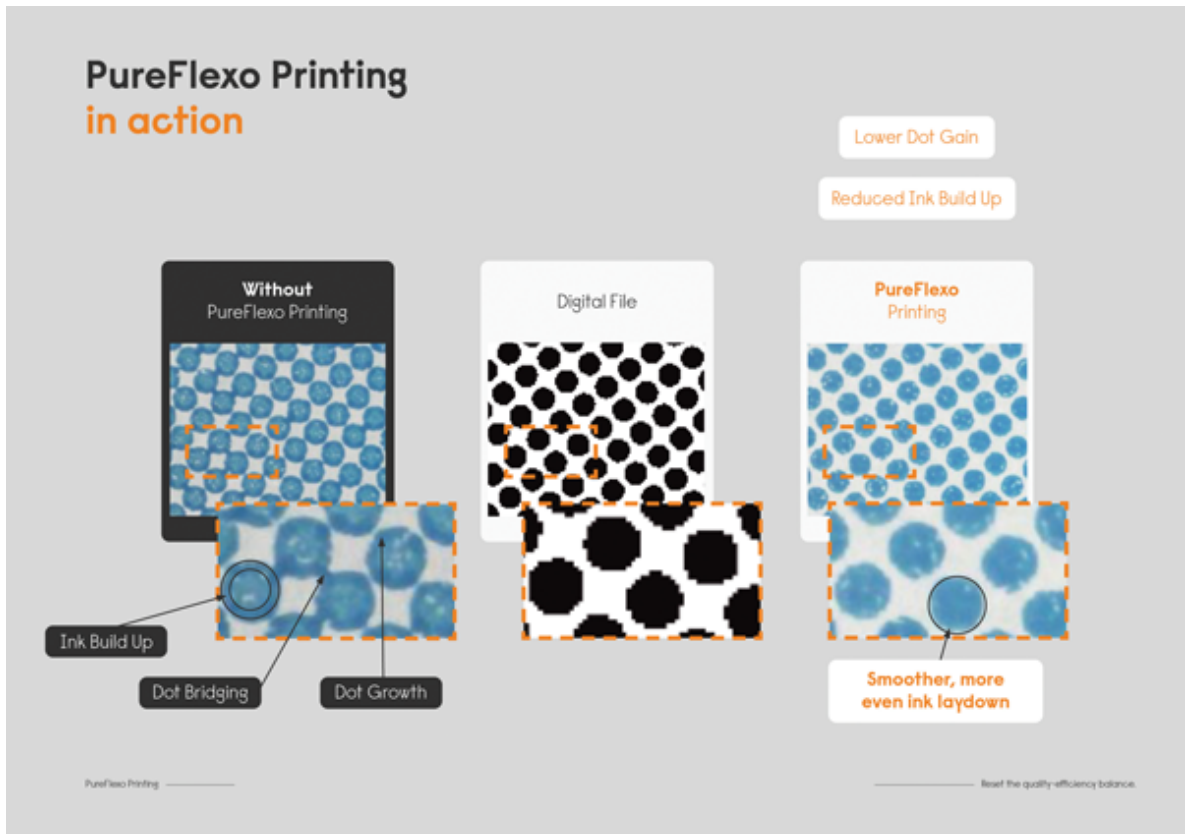 PureFlexo Printing
in action
Lower Dot Gain
Reduced Ink Build Up
Without
PureFlexo Printing
Digital File
PureFlexo
Printing
Ink Build Up
Dot Bridging
Dot Growth
Smoother, more
even ink laydown
PureFlexo Printing
Reset the quality-efficiency balance.